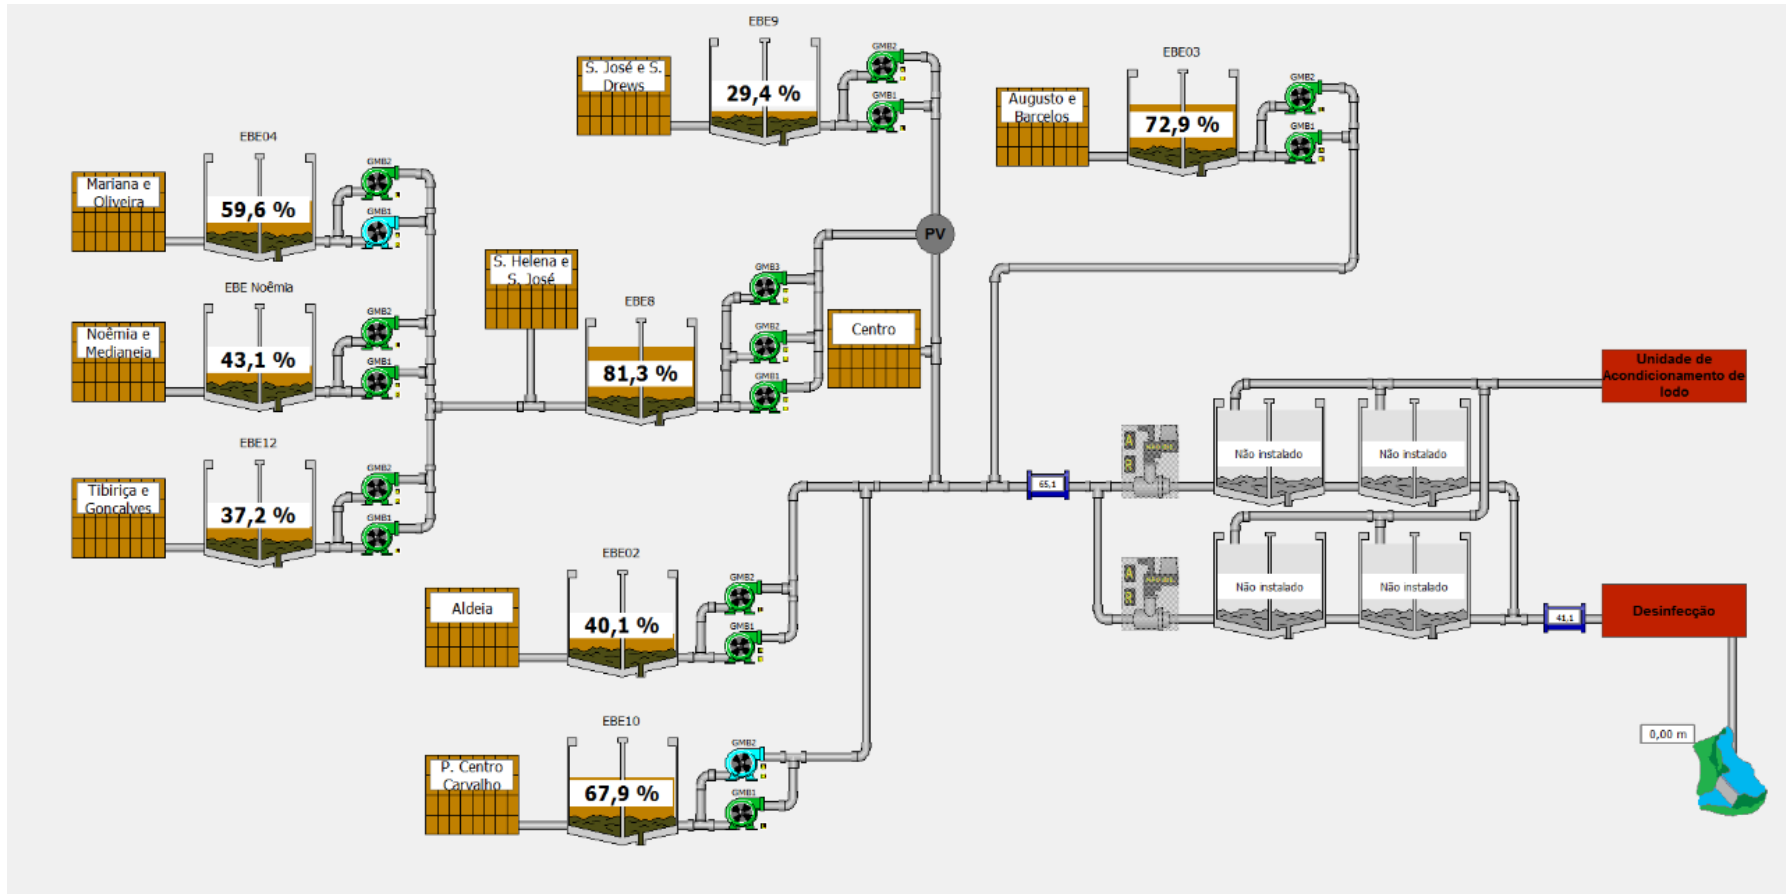 EBE9
S. José e S.
Drews
29,4 %
GMB2
GMB1
EBE03
Augusto e
Barcelos
72,9 %
GMB2
GMB1
EBE04
Mariana e
Oliveira
59,6 %
GMB2
GMB1
PV
EBE Noêmia
Noêmia e
Medianeia
43,1 %
GMB2
GMB1
S. Helena e
S. José
EBE8
81,3 %
GMB3
GMB2
GMB1
Centro
EBE12
Tibiriça e
Goncalves
37,2 %
GMB2
GMB1
Unidade de
Acondicionamento de
lodo
A
R
Não instalado
Não instalado
65,1
EBE02
Aldeia
40,1 %
GMB2
GMB1
A
R
Não instalado
Não instalado
41,1
Desinfecção
EBE10
P. Centro
Carvalho
67,9 %
GMB2
GMB1
0,00 m